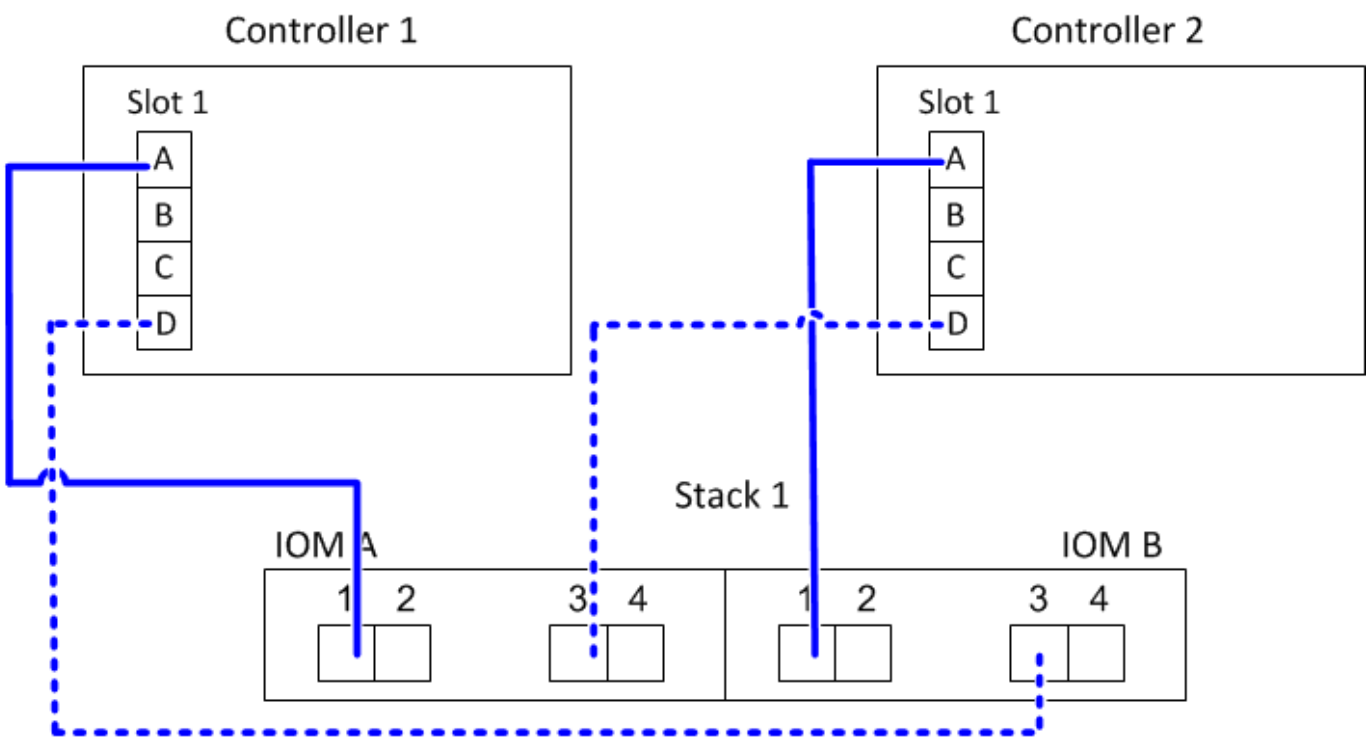 Controller 1
Controller 2
Slot 1
Slot 1
A
B
C
D
A
B
C
D
Stack 1
IOM A
IOM B
1 2 3 4 1 2 3 4